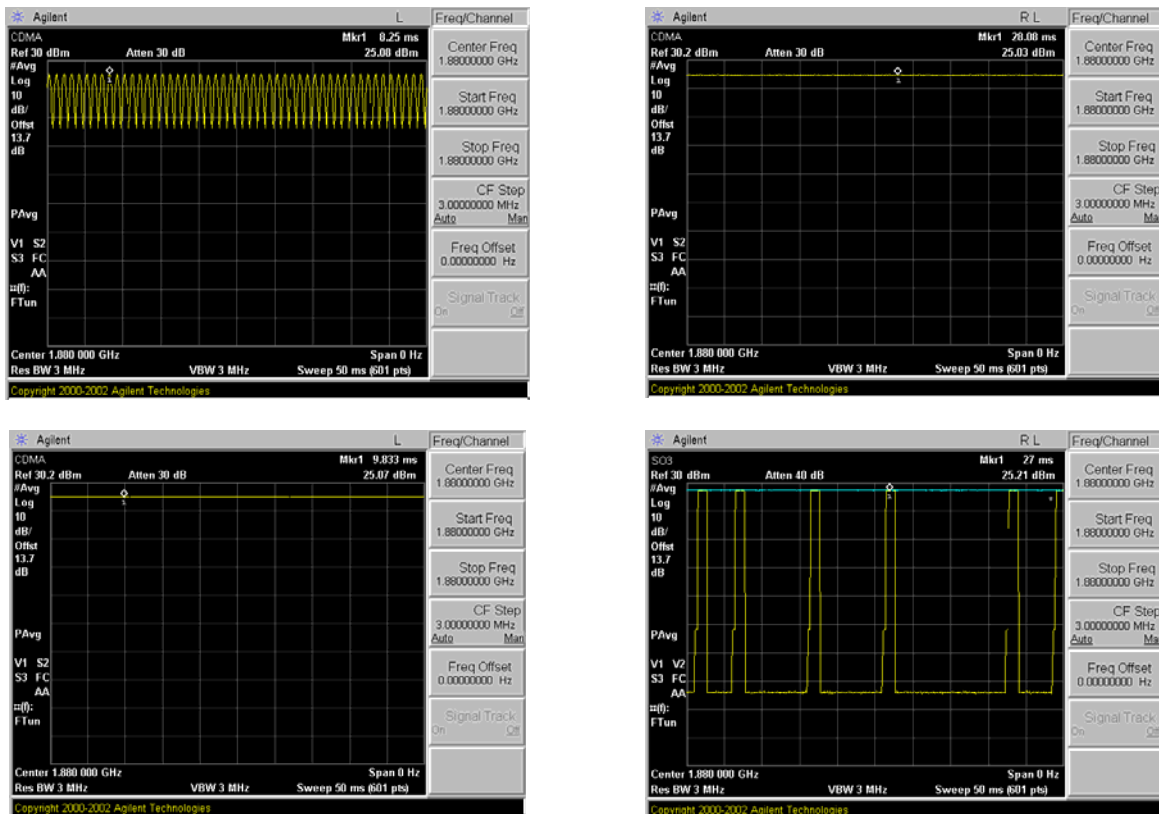 Agilent L Freq/Channel
CDMA Mkr1 8.25 ms
Ref 30 dBm Atten 30 dB 25.08 dBm
#Avg
Log
10
dB/
Offst
13.7
dB
PAvg
V1 S2
S3 FC
AA
¤(f):
FTun
Center 1.880 000 GHz Span 0 Hz
Res BW 3 MHz VBW 3 MHz Sweep 50 ms (601 pts)
Copyright 2000-2002 Agilent Technologies
1
Center Freq
1.88000000 GHz
Start Freq
1.88000000 GHz
Stop Freq
1.88000000 GHz
CF Step
3.00000000 MHz
Auto Man
Freq Offset
0.00000000 Hz
Signal Track
On Off
Agilent R L Freq/Channel
CDMA Mkr1 28.08 ms
Ref 30.2 dBm Atten 30 dB 25.03 dBm
#Avg
Log
10
dB/
Offst
13.7
dB
PAvg
V1 S2
S3 FC
AA
¤(f):
FTun
Center 1.880 000 GHz Span 0 Hz
Res BW 3 MHz VBW 3 MHz Sweep 50 ms (601 pts)
Copyright 2000-2002 Agilent Technologies
1
Center Freq
1.88000000 GHz
Start Freq
1.88000000 GHz
Stop Freq
1.88000000 GHz
CF Step
3.00000000 MHz
Auto Ma
Freq Offset
0.00000000 Hz
Signal Track
On Off
Agilent L Freq/Channel
CDMA Mkr1 9.833 ms
Ref 30.2 dBm Atten 30 dB 25.07 dBm
#Avg
Log
10
dB/
Offst
13.7
dB
PAvg
V1 S2
S3 FC
AA
¤(f):
FTun
Center 1.880 000 GHz Span 0 Hz
Res BW 3 MHz VBW 3 MHz Sweep 50 ms (601 pts)
Copyright 2000-2002 Agilent Technologies
1
Center Freq
1.88000000 GHz
Start Freq
1.88000000 GHz
Stop Freq
1.88000000 GHz
CF Step
3.00000000 MHz
Auto Man
Freq Offset
0.00000000 Hz
Signal Track
On Off
Agilent R L Freq/Channel
SO3 Mkr1 27 ms
Ref 30 dBm Atten 40 dB 25.21 dBm
#Avg
Log
10
dB/
Offst
13.7
dB
PAvg
V1 V2
S3 FC
AA
¤(f):
FTun
Center 1.880 000 GHz Span 0 Hz
Res BW 3 MHz VBW 3 MHz Sweep 50 ms (601 pts)
Copyright 2000-2002 Agilent Technologies
1
Center Freq
1.88000000 GHz
Start Freq
1.88000000 GHz
Stop Freq
1.88000000 GHz
CF Step
3.00000000 MHz
Auto Ma
Freq Offset
0.00000000 Hz
Signal Track
On Off